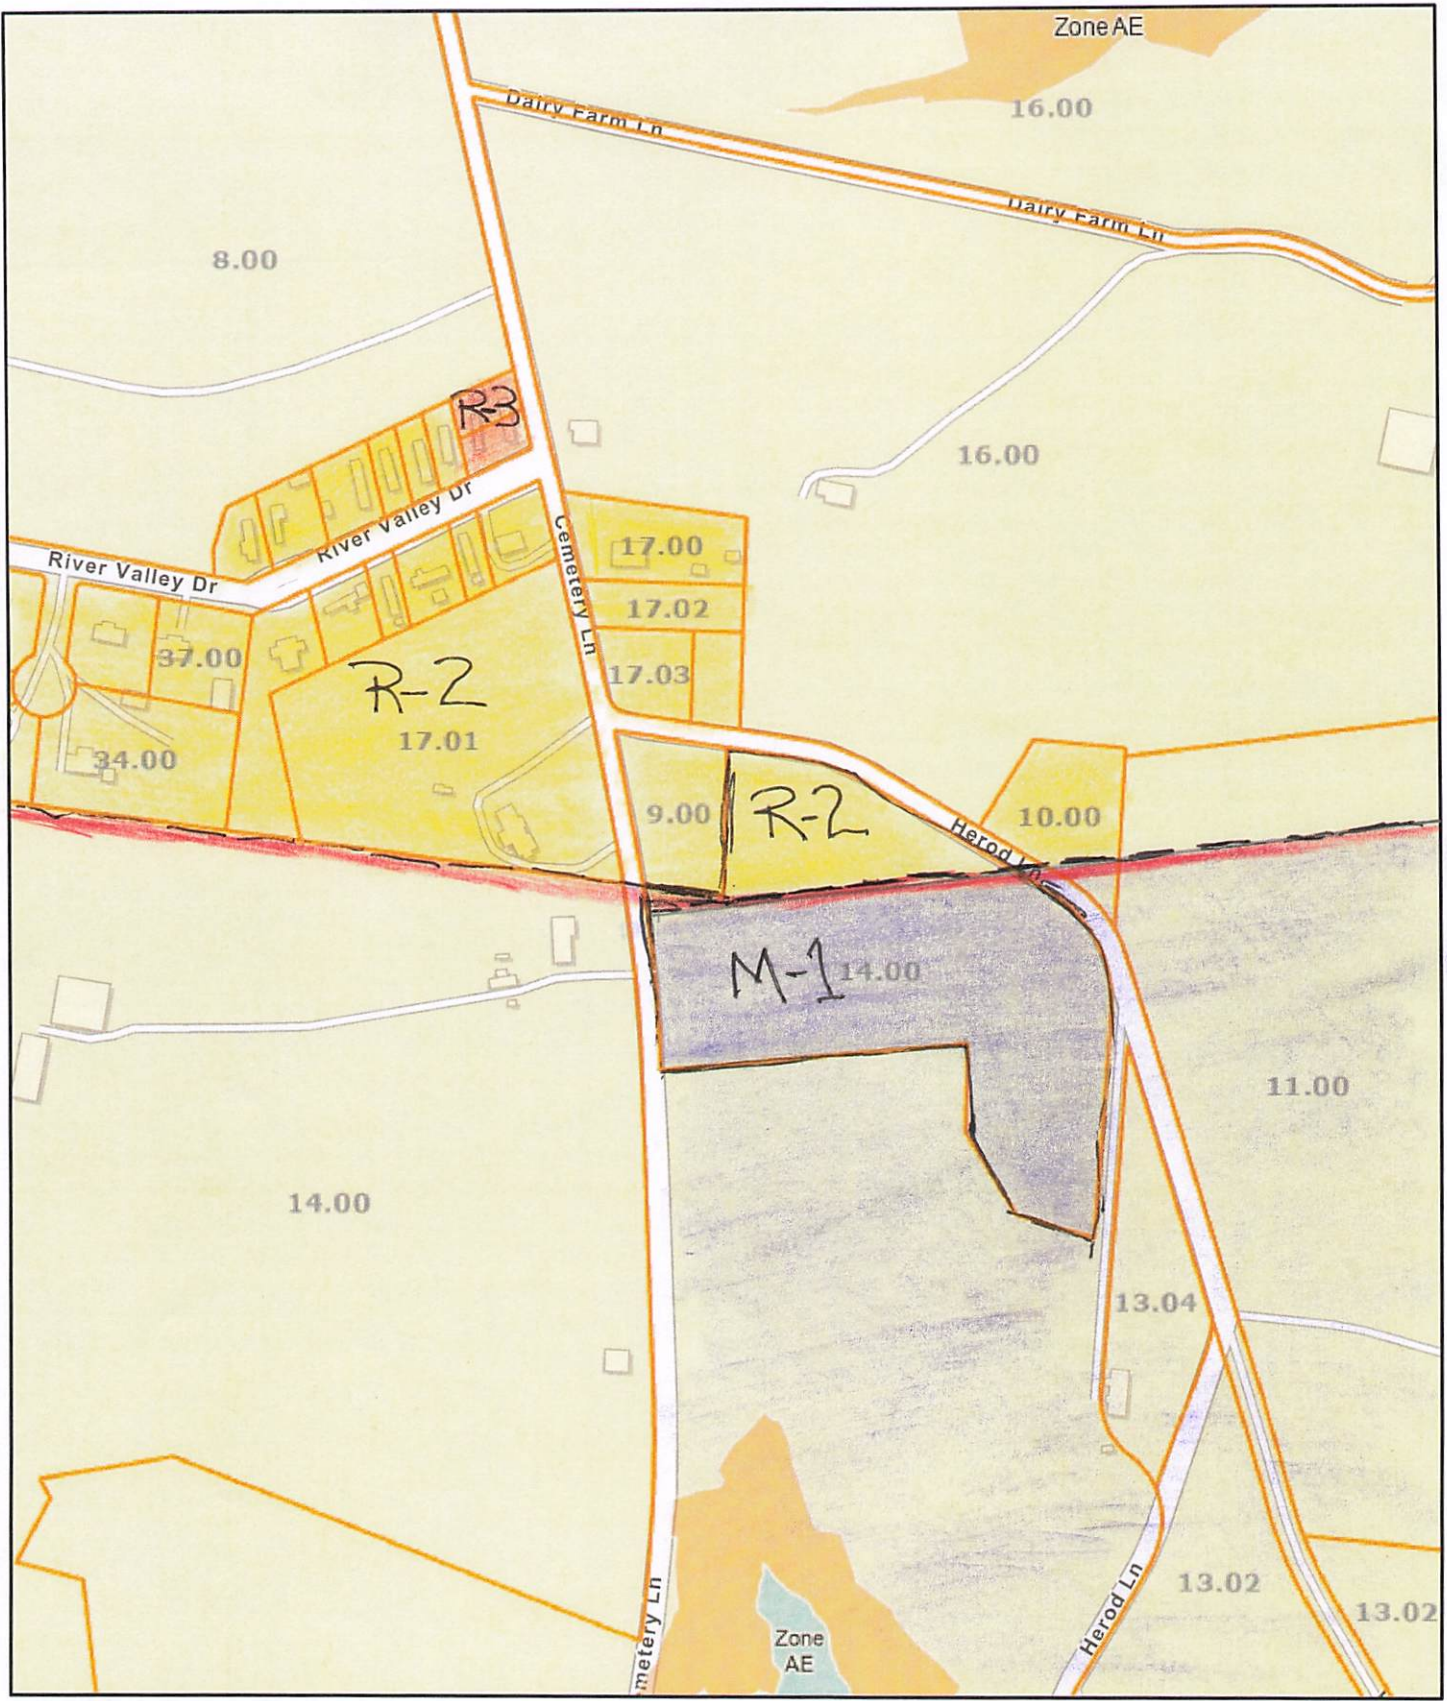 Zone AE
16.00
Dairy Farm Ln
Dairy Farm Ln
8.00
R-3
16.00
River Valley Dr
River Valley Dr
Cemetery Ln
17.00
17.02
17.03
37.00
R-2
17.01
34.00
9.00
R-2
10.00
Herod Ln
M-1
14.00
11.00
14.00
13.04
13.02
13.02
Herod Ln
metery Ln
Zone
AE